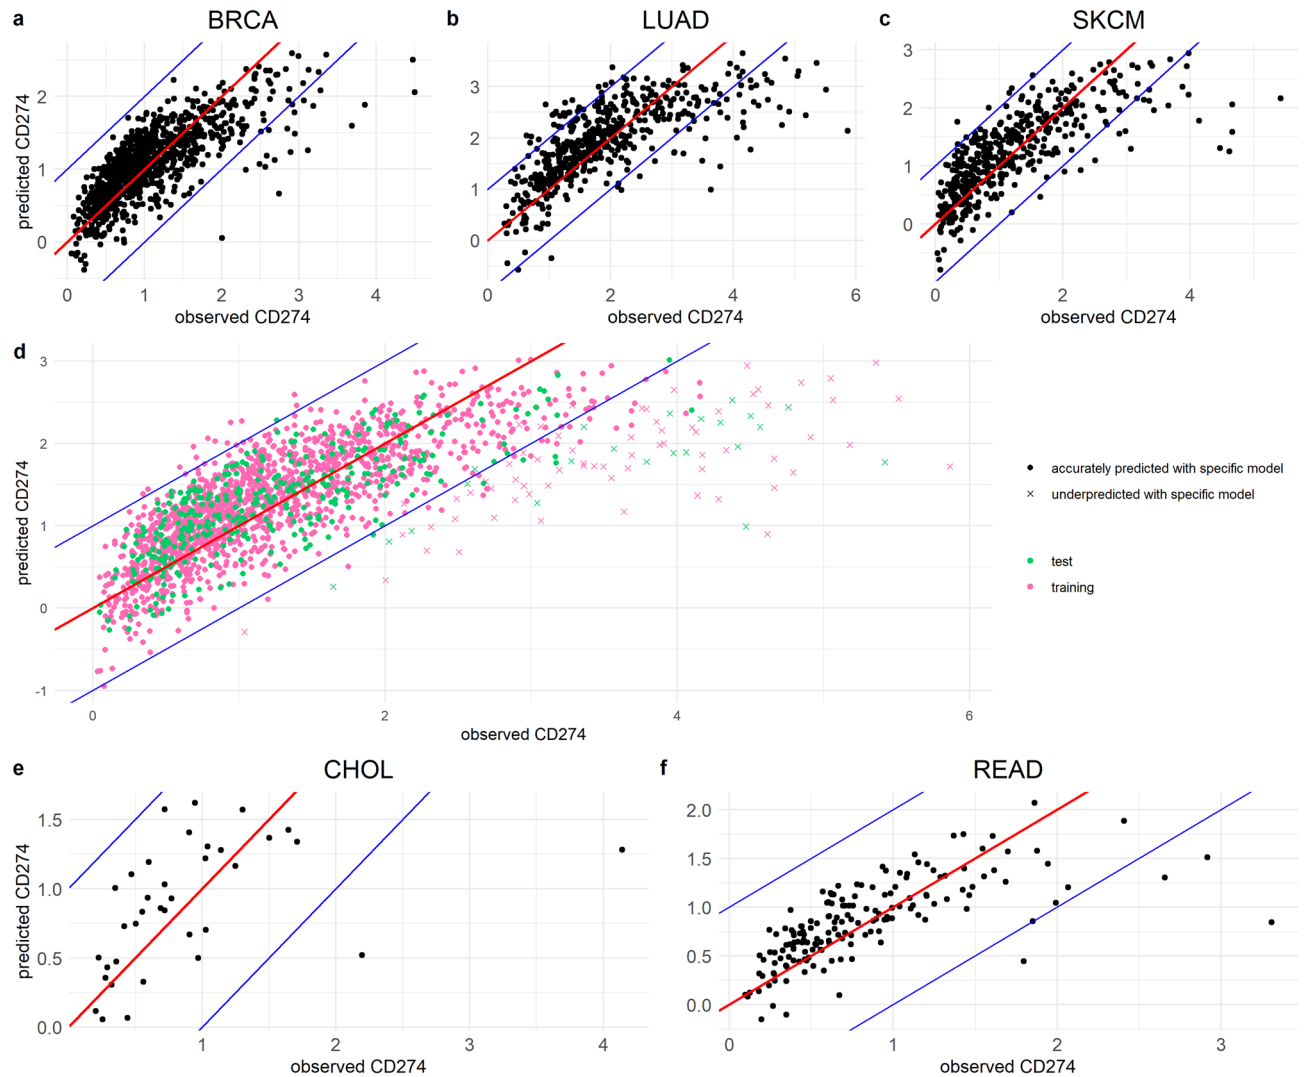 a BRCA
b LUAD
c SKCM
predicted CD274
2
1
0
0 1 2 3 4
observed CD274
3
2
1
0
0 2 4 6
observed CD274
3
2
1
0
0 2 4
observed CD274
d
predicted CD274
3
2
1
0
-1
0 2 4 6
observed CD274
accurately predicted with specific model
underpredicted with specific model
test
training
e CHOL
predicted CD274
1.5
1.0
0.5
0.0
1 2 3 4
observed CD274
f READ
2.0
1.5
1.0
0.5
0.0
0 1 2 3
observed CD274